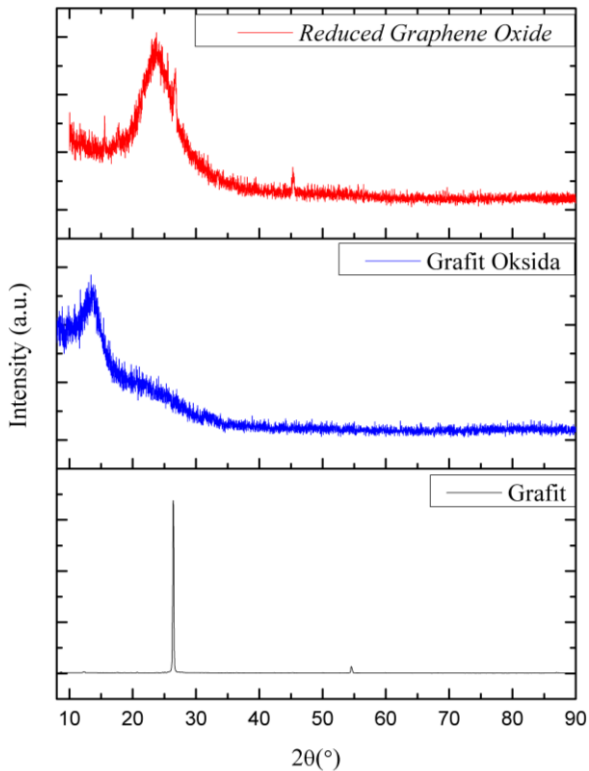 Reduced Graphene Oxide
Grafit Oksida
Intensity (a.u.)
Grafit
10 20 30 40 50 60 70 80 90
2θ(°)